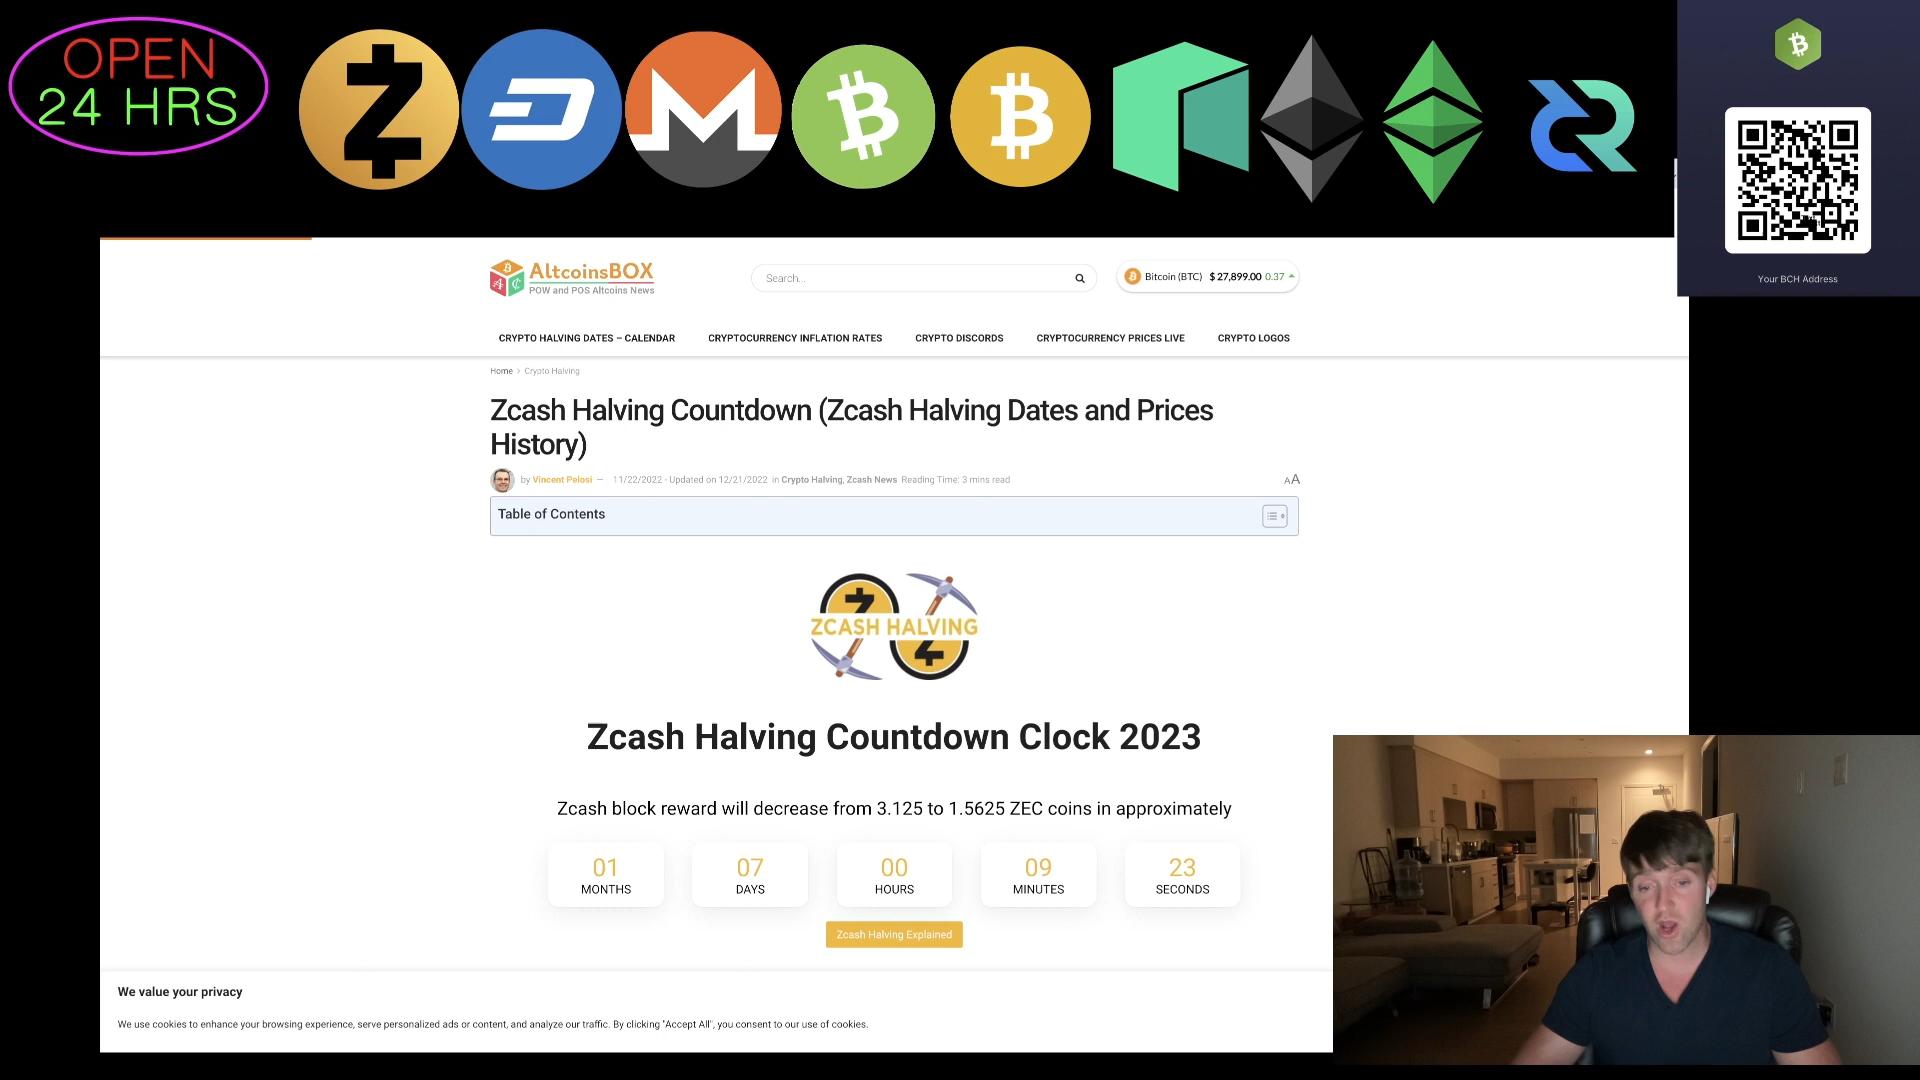 OPEN
24 HRS
Your BCH Address
AltcoinsBOX
POW and POS Altcoins News
Search...
Bitcoin (BTC) $ 27,899.00 0.37
CRYPTO HALVING DATES – CALENDAR CRYPTOCURRENCY INFLATION RATES CRYPTO DISCORDS CRYPTOCURRENCY PRICES LIVE CRYPTO LOGOS
Home > Crypto Halving
Zcash Halving Countdown (Zcash Halving Dates and Prices
History)
by Vincent Pelosi — 11/22/2022 - Updated on 12/21/2022 in Crypto Halving, Zcash News Reading Time: 3 mins read
AA
Table of Contents
ZCASH HALVING
Zcash Halving Countdown Clock 2023
Zcash block reward will decrease from 3.125 to 1.5625 ZEC coins in approximately
01 07 00 09 23
MONTHS DAYS HOURS MINUTES SECONDS
Zcash Halving Explained
We value your privacy
We use cookies to enhance your browsing experience, serve personalized ads or content, and analyze our traffic. By clicking "Accept All", you consent to our use of cookies.